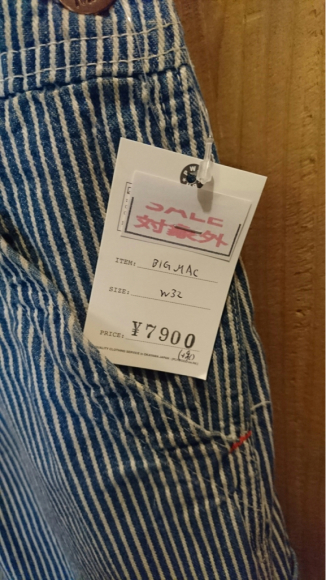 SALE
対象外
ITEM: BIG MAC
SIZE: W32
PRICE: ¥7900